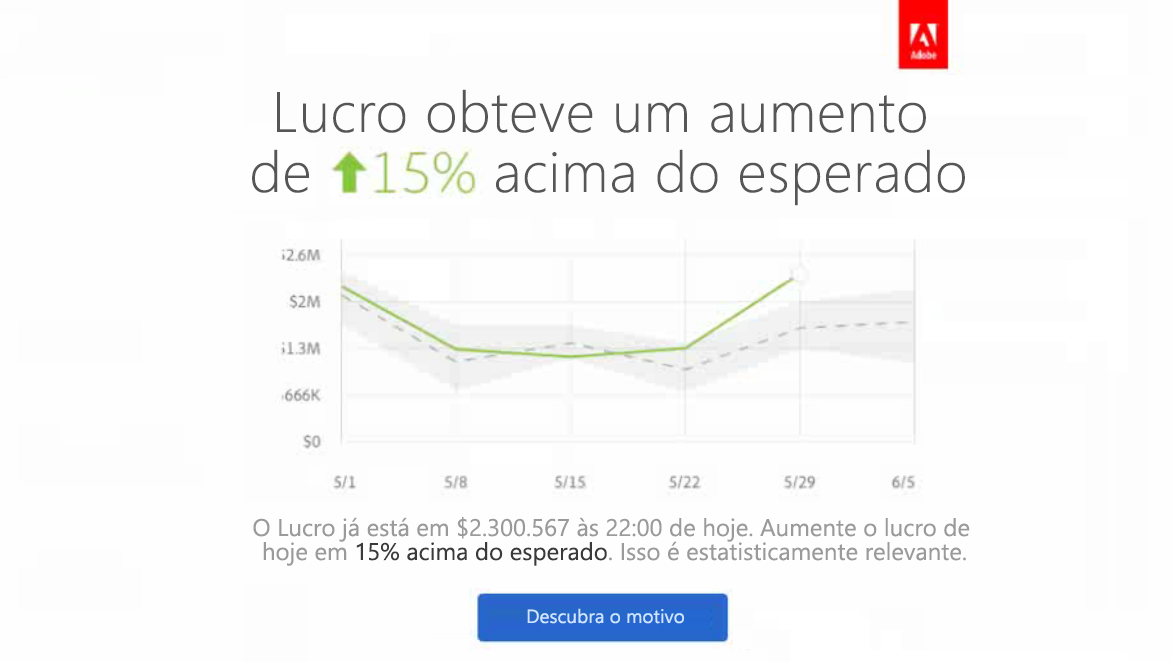 Adobe
Lucro obteve um aumento
de 15% acima do esperado
$2.6M
$2M
$1.3M
$666K
$0
5/1 5/8 5/15 5/22 5/29 6/5
O Lucro já está em $2.300.567 às 22:00 de hoje. Aumente o lucro de
hoje em 15% acima do esperado. Isso é estatisticamente relevante.
Descubra o motivo